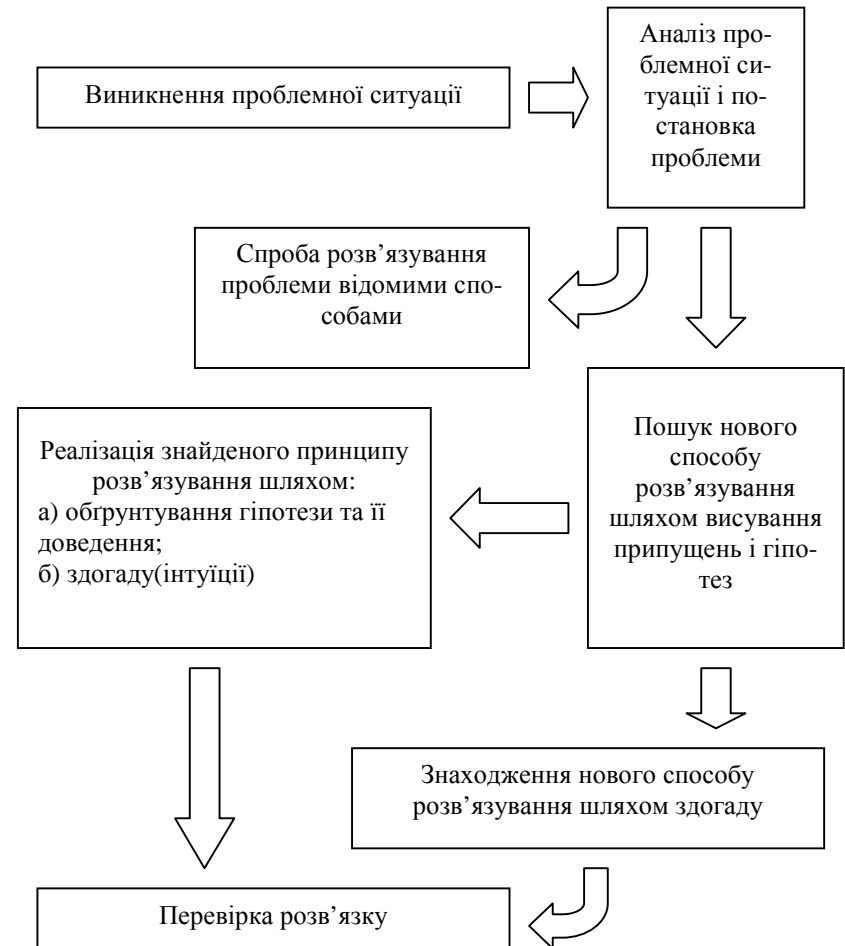 Виникнення проблемної ситуації
Аналіз про-
блемної си-
туації і по-
становка
проблеми
Спроба розв’язування
проблеми відомими спо-
собами
Пошук нового
способу
розв’язування
шляхом висування
припущень і гіпо-
тез
Реалізація знайденого принципу
розв’язування шляхом:
а) обґрунтування гіпотези та її
доведення;
б) здогаду(інтуїції)
Знаходження нового способу
розв’язування шляхом здогаду
Перевірка розв’язку